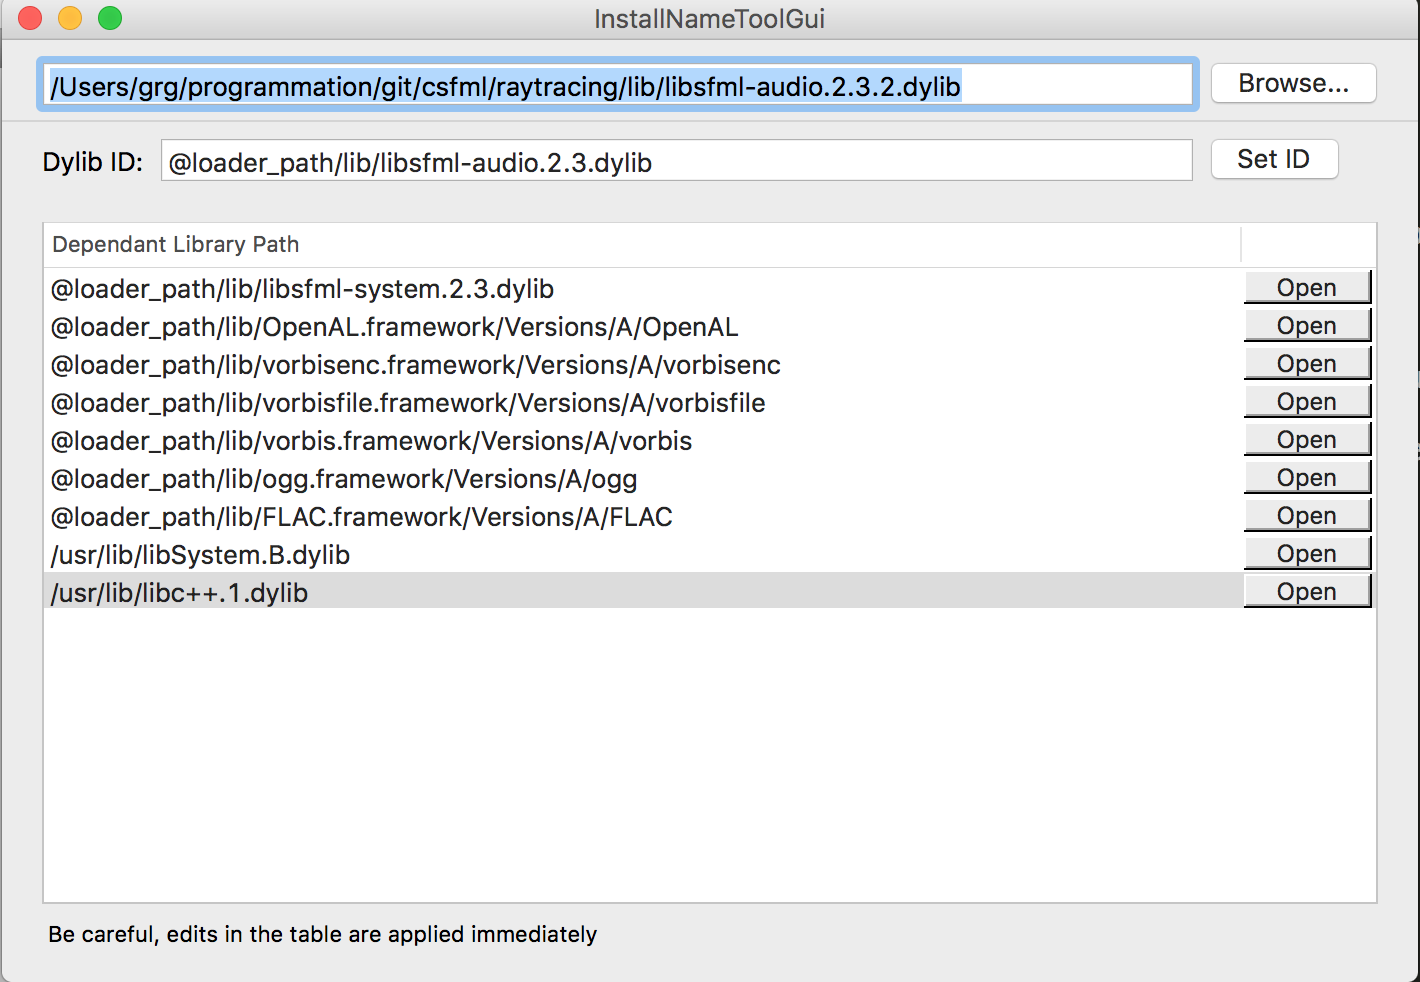 InstallNameToolGui
/Users/grg/programmation/git/csfml/raytracing/lib/libsfml-audio.2.3.2.dylib Browse...
Dylib ID: @loader_path/lib/libsfml-audio.2.3.dylib Set ID
Dependant Library Path
@loader_path/lib/libsfml-system.2.3.dylib Open
@loader_path/lib/OpenAL.framework/Versions/A/OpenAL Open
@loader_path/lib/vorbisenc.framework/Versions/A/vorbisenc Open
@loader_path/lib/vorbisfile.framework/Versions/A/vorbisfile Open
@loader_path/lib/vorbis.framework/Versions/A/vorbis Open
@loader_path/lib/ogg.framework/Versions/A/ogg Open
@loader_path/lib/FLAC.framework/Versions/A/FLAC Open
/usr/lib/libSystem.B.dylib Open
/usr/lib/libc++.1.dylib Open
Be careful, edits in the table are applied immediately